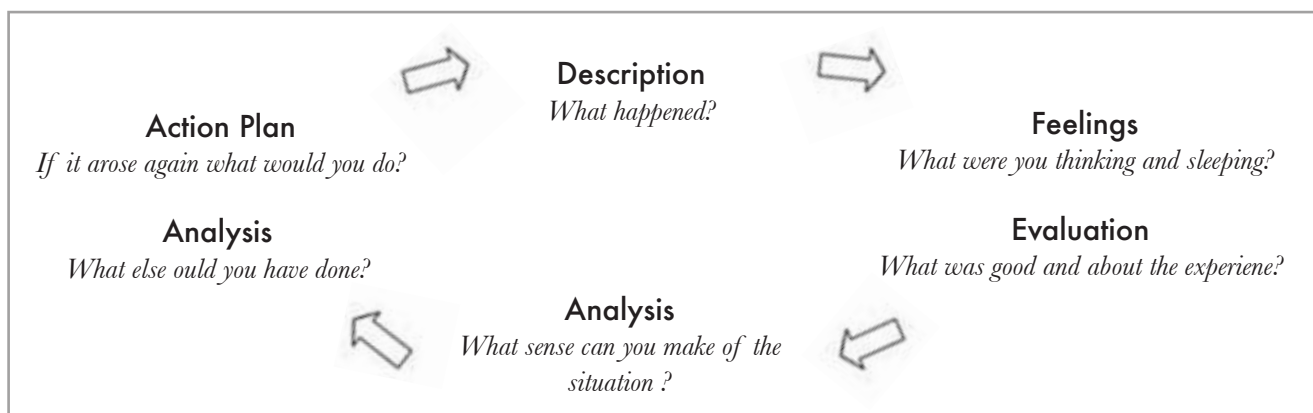 Description
What happened?
Feelings
What were you thinking and sleeping?
Evaluation
What was good and about the experiene?
Analysis
What sense can you make of the
situation ?
Analysis
What else ould you have done?
Action Plan
If it arose again what would you do?